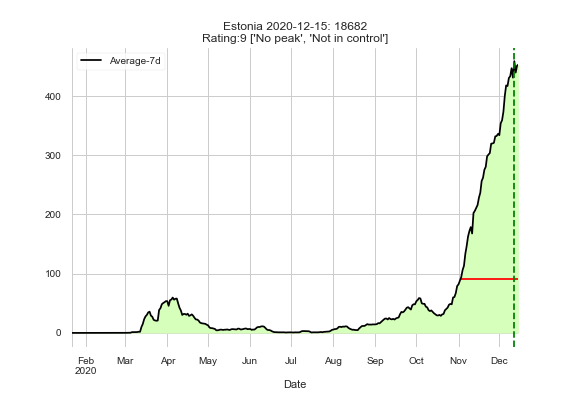 Estonia 2020-12-15: 18682
Rating:9 ['No peak', 'Not in control']
Average-7d
400
300
200
100
0
Feb Mar Apr May Jun Jul Aug Sep Oct Nov Dec
2020
Date